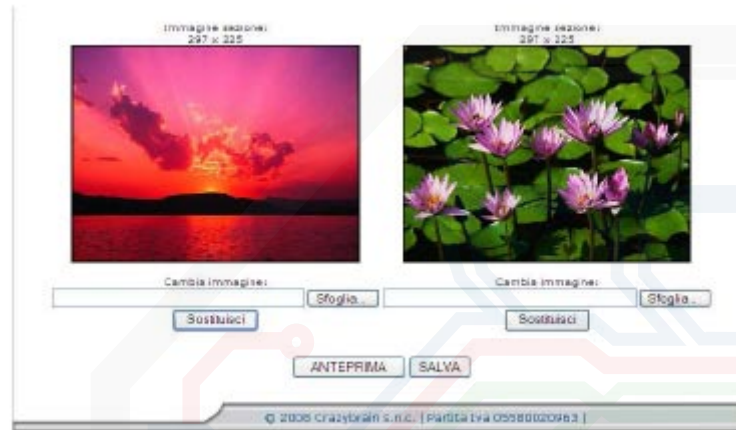 Immagine sezione:
297 x 225
Immagine sezione:
297 x 225
Cambia immagine:
Sfoglia...
Sostituisci
Cambia immagine:
Sfoglia...
Sostituisci
ANTEPRIMA
SALVA
© 2006 Crazybrain s.n.c. | Partita Iva 05580020963 |